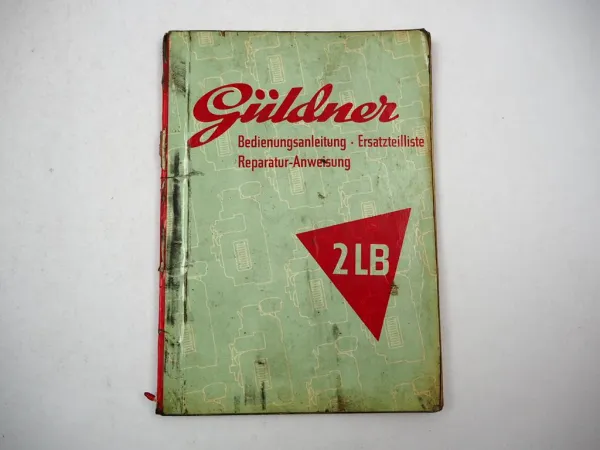 Güldner
Bedienungsanleitung · Ersatzteilliste
Reparatur-Anweisung
2LB